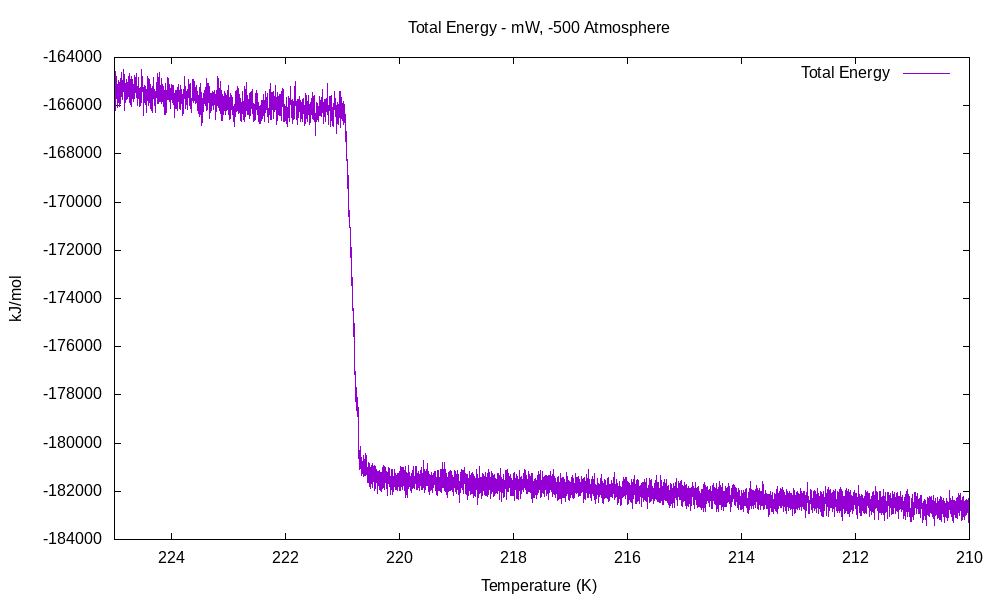 Total Energy - mW, -500 Atmosphere
Total Energy
-164000
-166000
-168000
-170000
-172000
-174000
-176000
-178000
-180000
-182000
-184000
kJ/mol
224 222 220 218 216 214 212 210
Temperature (K)